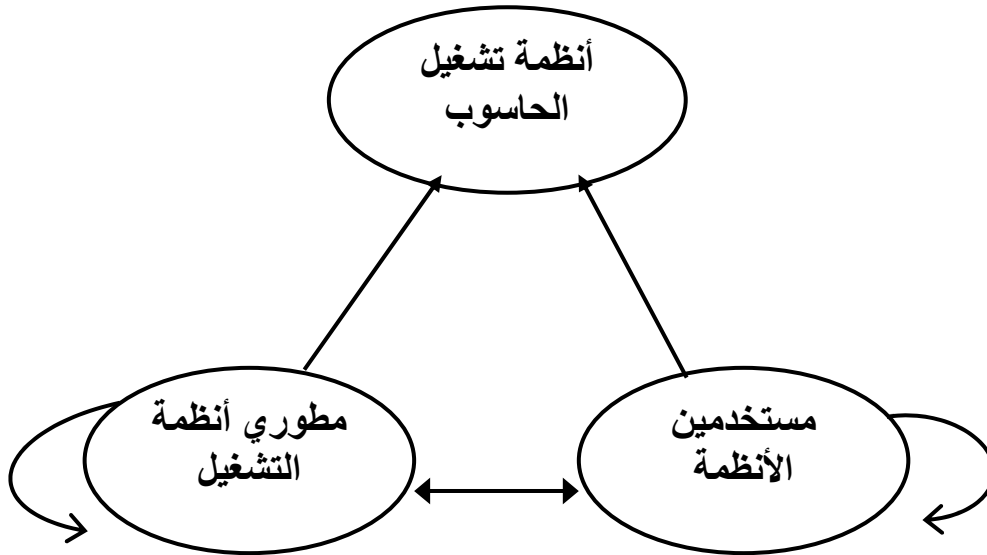 أنظمة تشغيل
الحاسوب
مطوري أنظمة
التشغيل
مستخدمين
الأنظمة